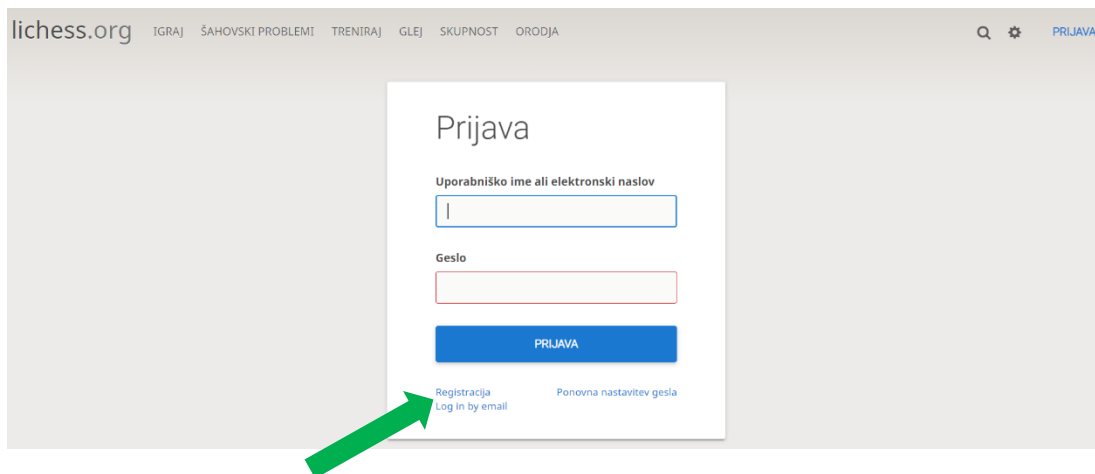 lichess.org IGRAJ ŠAHOVSKI PROBLEMI TRENIRAJ GLEJ SKUPNOST ORODJA PRIJAVA
Prijava
Uporabniško ime ali elektronski naslov
Geslo
PRIJAVA
Registracija Ponovna nastavitev gesla
Log in by email